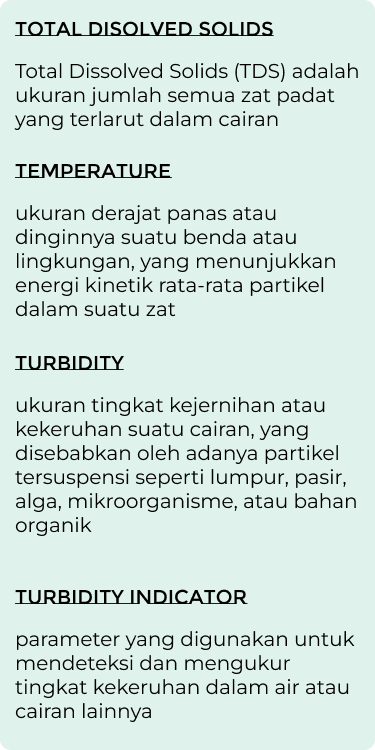 TOTAL DISOLVED SOLIDS
Total Dissolved Solids (TDS) adalah
ukuran jumlah semua zat padat
yang terlarut dalam cairan
TEMPERATURE
ukuran derajat panas atau
dinginnya suatu benda atau
lingkungan, yang menunjukkan
energi kinetik rata-rata partikel
dalam suatu zat
TURBIDITY
ukuran tingkat kejernihan atau
kekeruhan suatu cairan, yang
disebabkan oleh adanya partikel
tersuspensi seperti lumpur, pasir,
alga, mikroorganisme, atau bahan
organik
TURBIDITY INDICATOR
parameter yang digunakan untuk
mendeteksi dan mengukur
tingkat kekeruhan dalam air atau
cairan lainnya